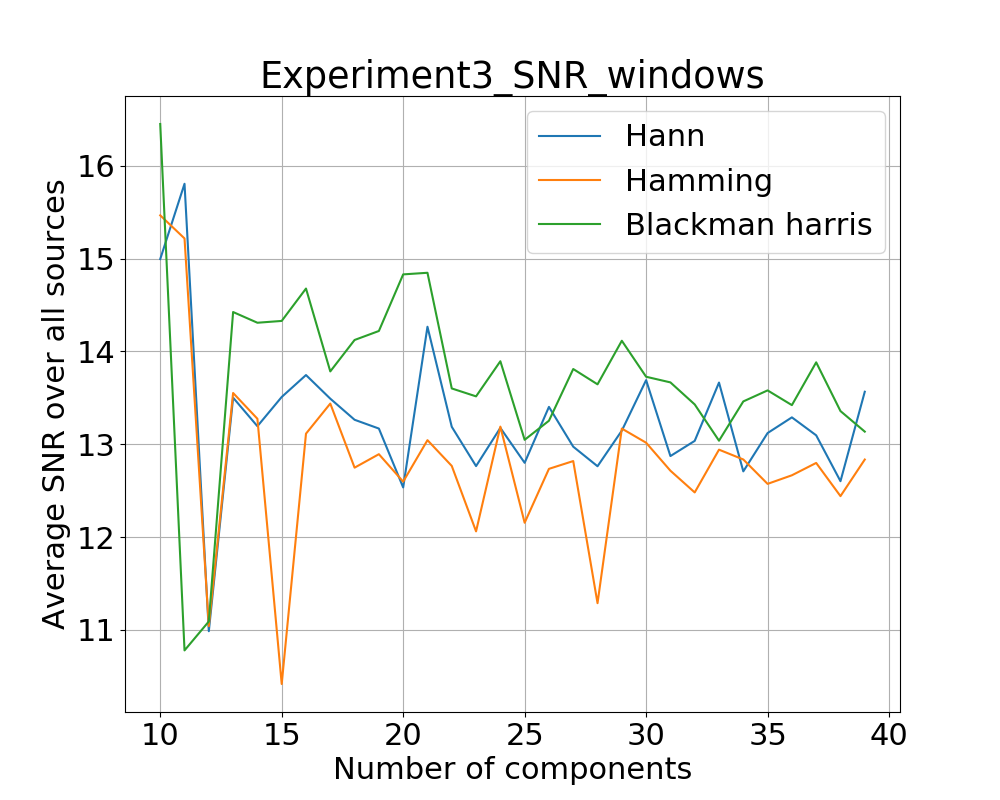 Experiment3_SNR_windows
Hann
Hamming
Blackman harris
Average SNR over all sources
16
15
14
13
12
11
10
15
20
25
30
35
40
Number of components